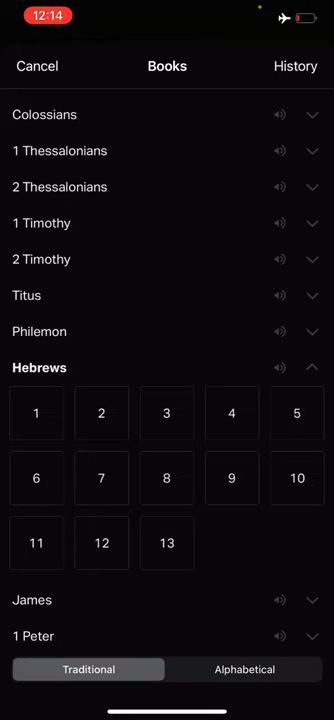 12:14
Cancel Books History
Colossians
1 Thessalonians
2 Thessalonians
1 Timothy
2 Timothy
Titus
Philemon
Hebrews
1 2 3 4 5
6 7 8 9 10
11 12 13
James
1 Peter
Traditional Alphabetical